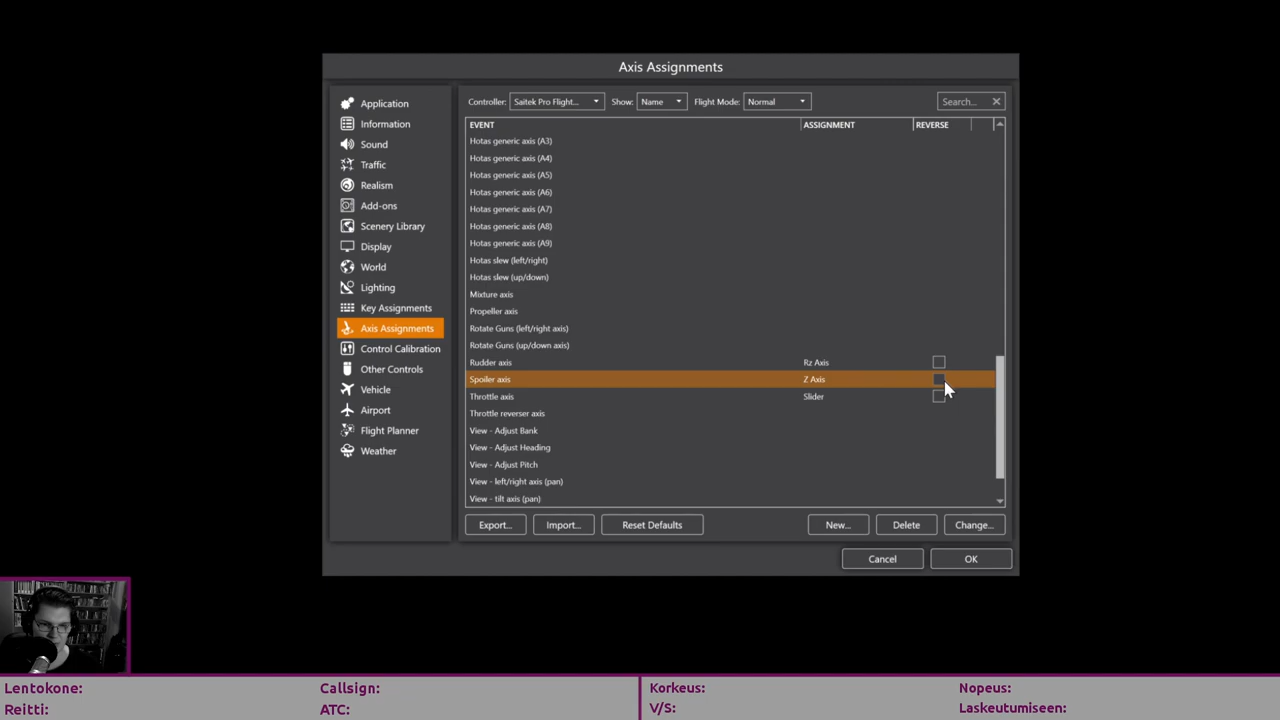 Axis Assignments
Application
Information
Sound
Traffic
Realism
Add-ons
Scenery Library
Display
World
Lighting
Key Assignments
Axis Assignments
Control Calibration
Other Controls
Vehicle
Airport
Flight Planner
Weather
Controller: Saitek Pro Flight... Show: Name Flight Mode: Normal Search...
EVENT ASSIGNMENT REVERSE
Hotas generic axis (A3)
Hotas generic axis (A4)
Hotas generic axis (A5)
Hotas generic axis (A6)
Hotas generic axis (A7)
Hotas generic axis (A8)
Hotas generic axis (A9)
Hotas slew (left/right)
Hotas slew (up/down)
Mixture axis
Propeller axis
Rotate Guns (left/right axis)
Rotate Guns (up/down axis)
Rudder axis Rz Axis
Spoiler axis Z Axis
Throttle axis Slider
Throttle reverser axis
View - Adjust Bank
View - Adjust Heading
View - Adjust Pitch
View - left/right axis (pan)
View - tilt axis (pan)
Export... Import... Reset Defaults New... Delete Change...
Cancel OK
Lentokone: Callsign: Korkeus: Nopeus:
Reitti: ATC: V/S: Laskeutumiseen: